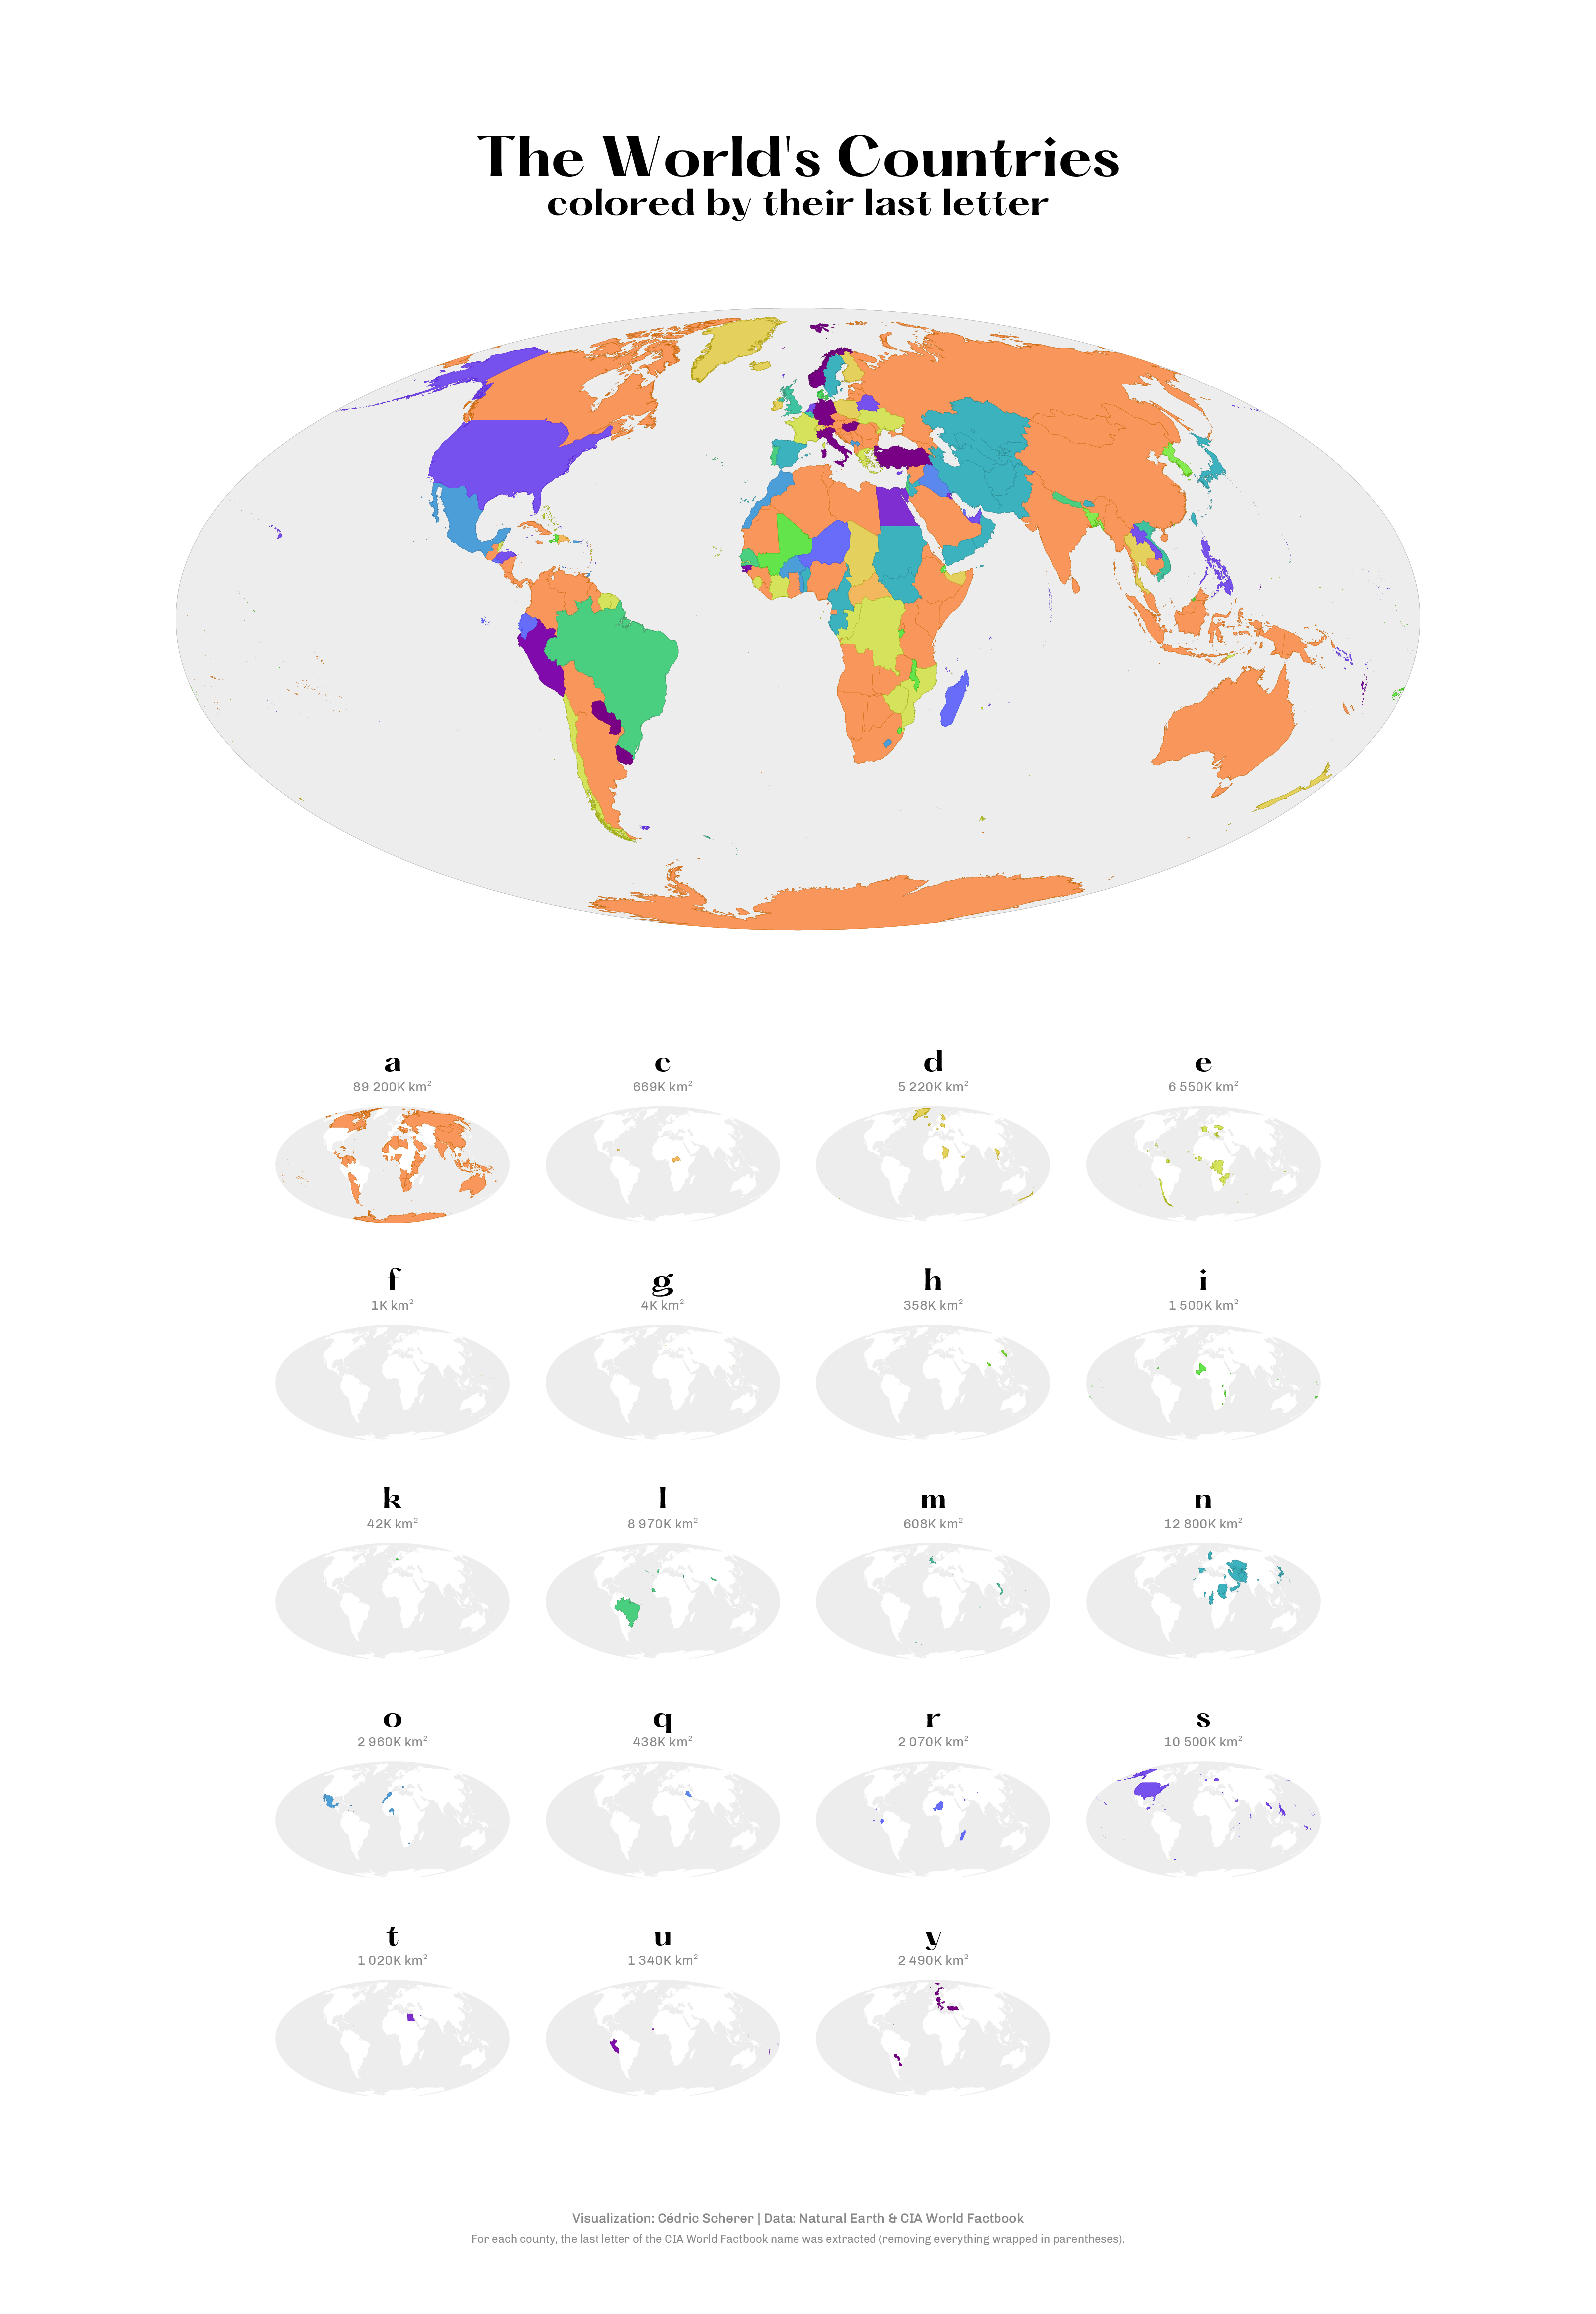 The World's Countries
colored by their last letter
a c d e
89 200K km² 669K km² 5 220K km² 6 550K km²
f g h i
1K km² 4K km² 358K km² 1 500K km²
k l m n
42K km² 8 970K km² 608K km² 12 800K km²
o q r s
2 960K km² 438K km² 2 070K km² 10 500K km²
t u y
1 020K km² 1 340K km² 2 490K km²
Visualization: Cédric Scherer | Data: Natural Earth & CIA World Factbook
For each county, the last letter of the CIA World Factbook name was extracted (removing everything wrapped in parentheses).